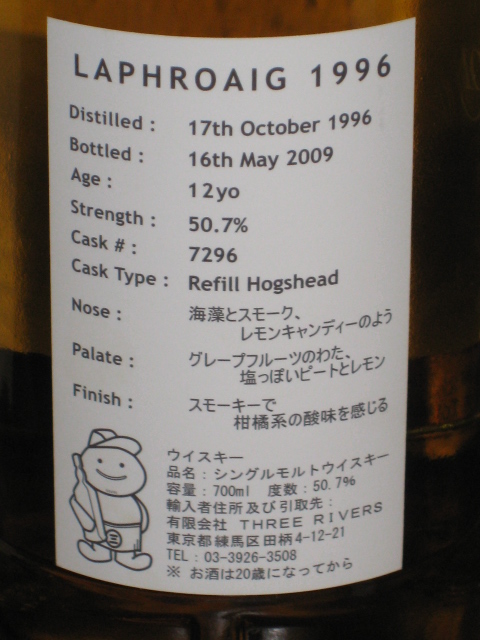 LAPHROAIG 1996
Distilled : 17th October 1996
Bottled : 16th May 2009
Age : 12yo
Strength : 50.7%
Cask # : 7296
Cask Type : Refill Hogshead
Nose : 海藻とスモーク、
レモンキャンディーのよう
Palate : グレープフルーツのわた、
塩っぽいピートとレモン
Finish : スモーキーで
柑橘系の酸味を感じる
ウイスキー
品名：シングルモルトウイスキー
容量：700ml 度数：50.7%
輸入者住所及び引取先：
有限会社 THREE RIVERS
東京都練馬区田柄4-12-21
TEL：03-3926-3508
※ お酒は20歳になってから